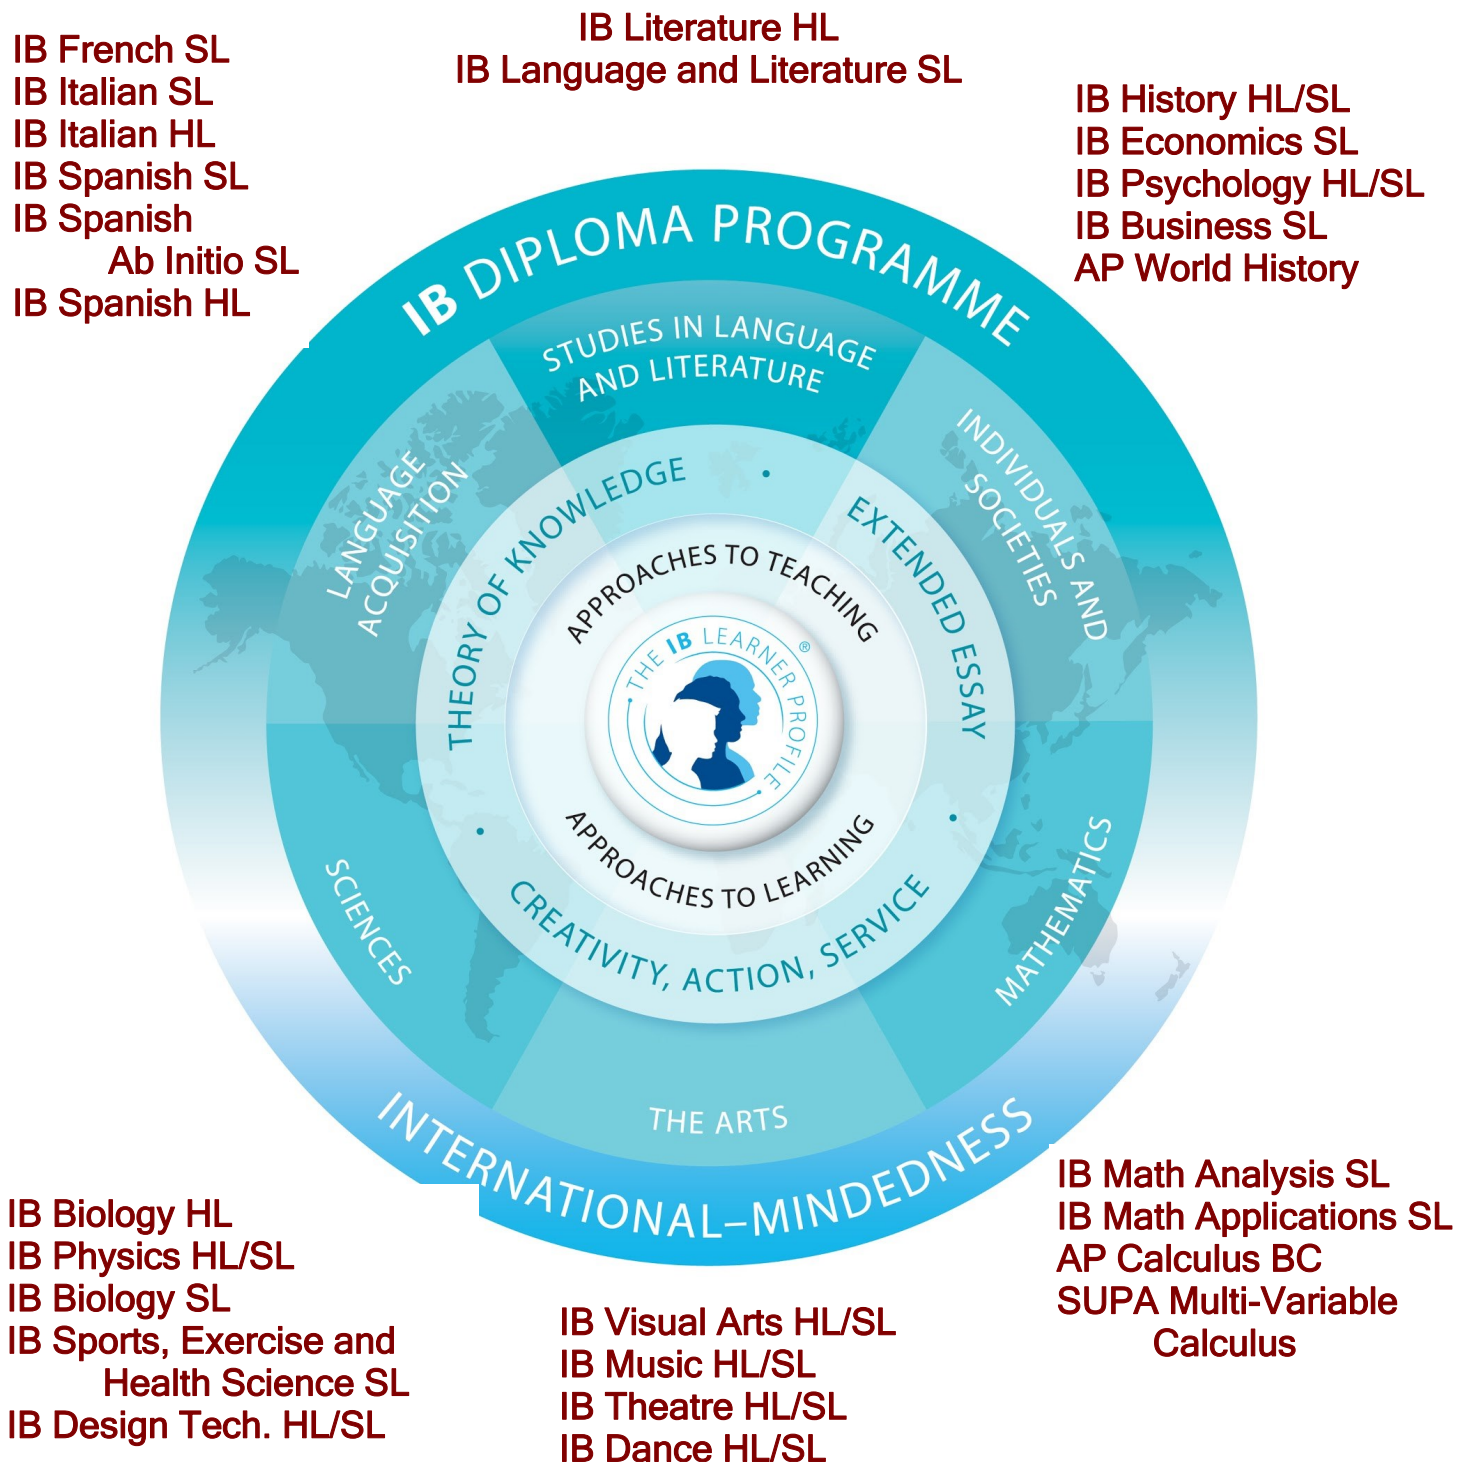 IB Literature HL
IB Language and Literature SL
IB French SL
IB Italian SL
IB Italian HL
IB Spanish SL
IB Spanish
Ab Initio SL
IB Spanish HL
IB History HL/SL
IB Economics SL
IB Psychology HL/SL
IB Business SL
AP World History
IB DIPLOMA PROGRAMME
STUDIES IN LANGUAGE
AND LITERATURE
LANGUAGE
ACQUISITION
INDIVIDUALS AND
SOCIETIES
THEORY OF KNOWLEDGE
EXTENDED ESSAY
APPROACHES TO TEACHING
THE IB LEARNER PROFILE®
APPROACHES TO LEARNING
CREATIVITY, ACTION, SERVICE
SCIENCES
MATHEMATICS
THE ARTS
INTERNATIONAL–MINDEDNESS
IB Biology HL
IB Physics HL/SL
IB Biology SL
IB Sports, Exercise and
Health Science SL
IB Design Tech. HL/SL
IB Visual Arts HL/SL
IB Music HL/SL
IB Theatre HL/SL
IB Dance HL/SL
IB Math Analysis SL
IB Math Applications SL
AP Calculus BC
SUPA Multi-Variable
Calculus